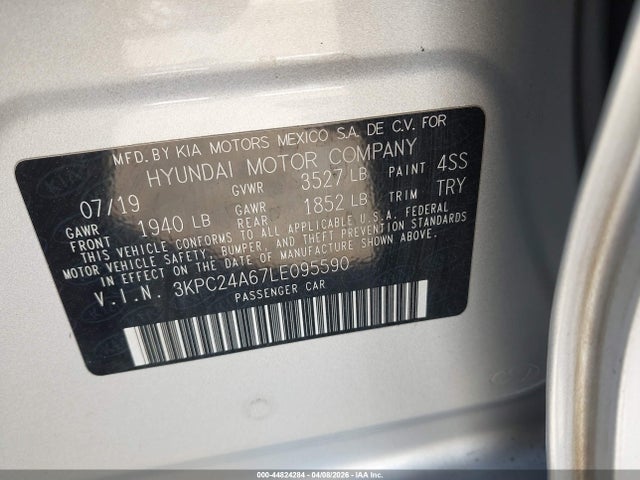 MFD. BY KIA MOTORS MEXICO S.A. DE C.V. FOR
HYUNDAI MOTOR COMPANY
07/19 GVWR 3527 LB PAINT 4SS
GAWR FRONT 1940 LB GAWR REAR 1852 LB TRIM TRY
THIS VEHICLE CONFORMS TO ALL APPLICABLE U.S.A. FEDERAL
MOTOR VEHICLE SAFETY, BUMPER, AND THEFT PREVENTION STANDARDS
IN EFFECT ON THE DATE OF MANUFACTURE SHOWN ABOVE.
V.I.N. 3KPC24A67LE095590
PASSENGER CAR
000-44824284 - 04/08/2026 - IAA Inc.